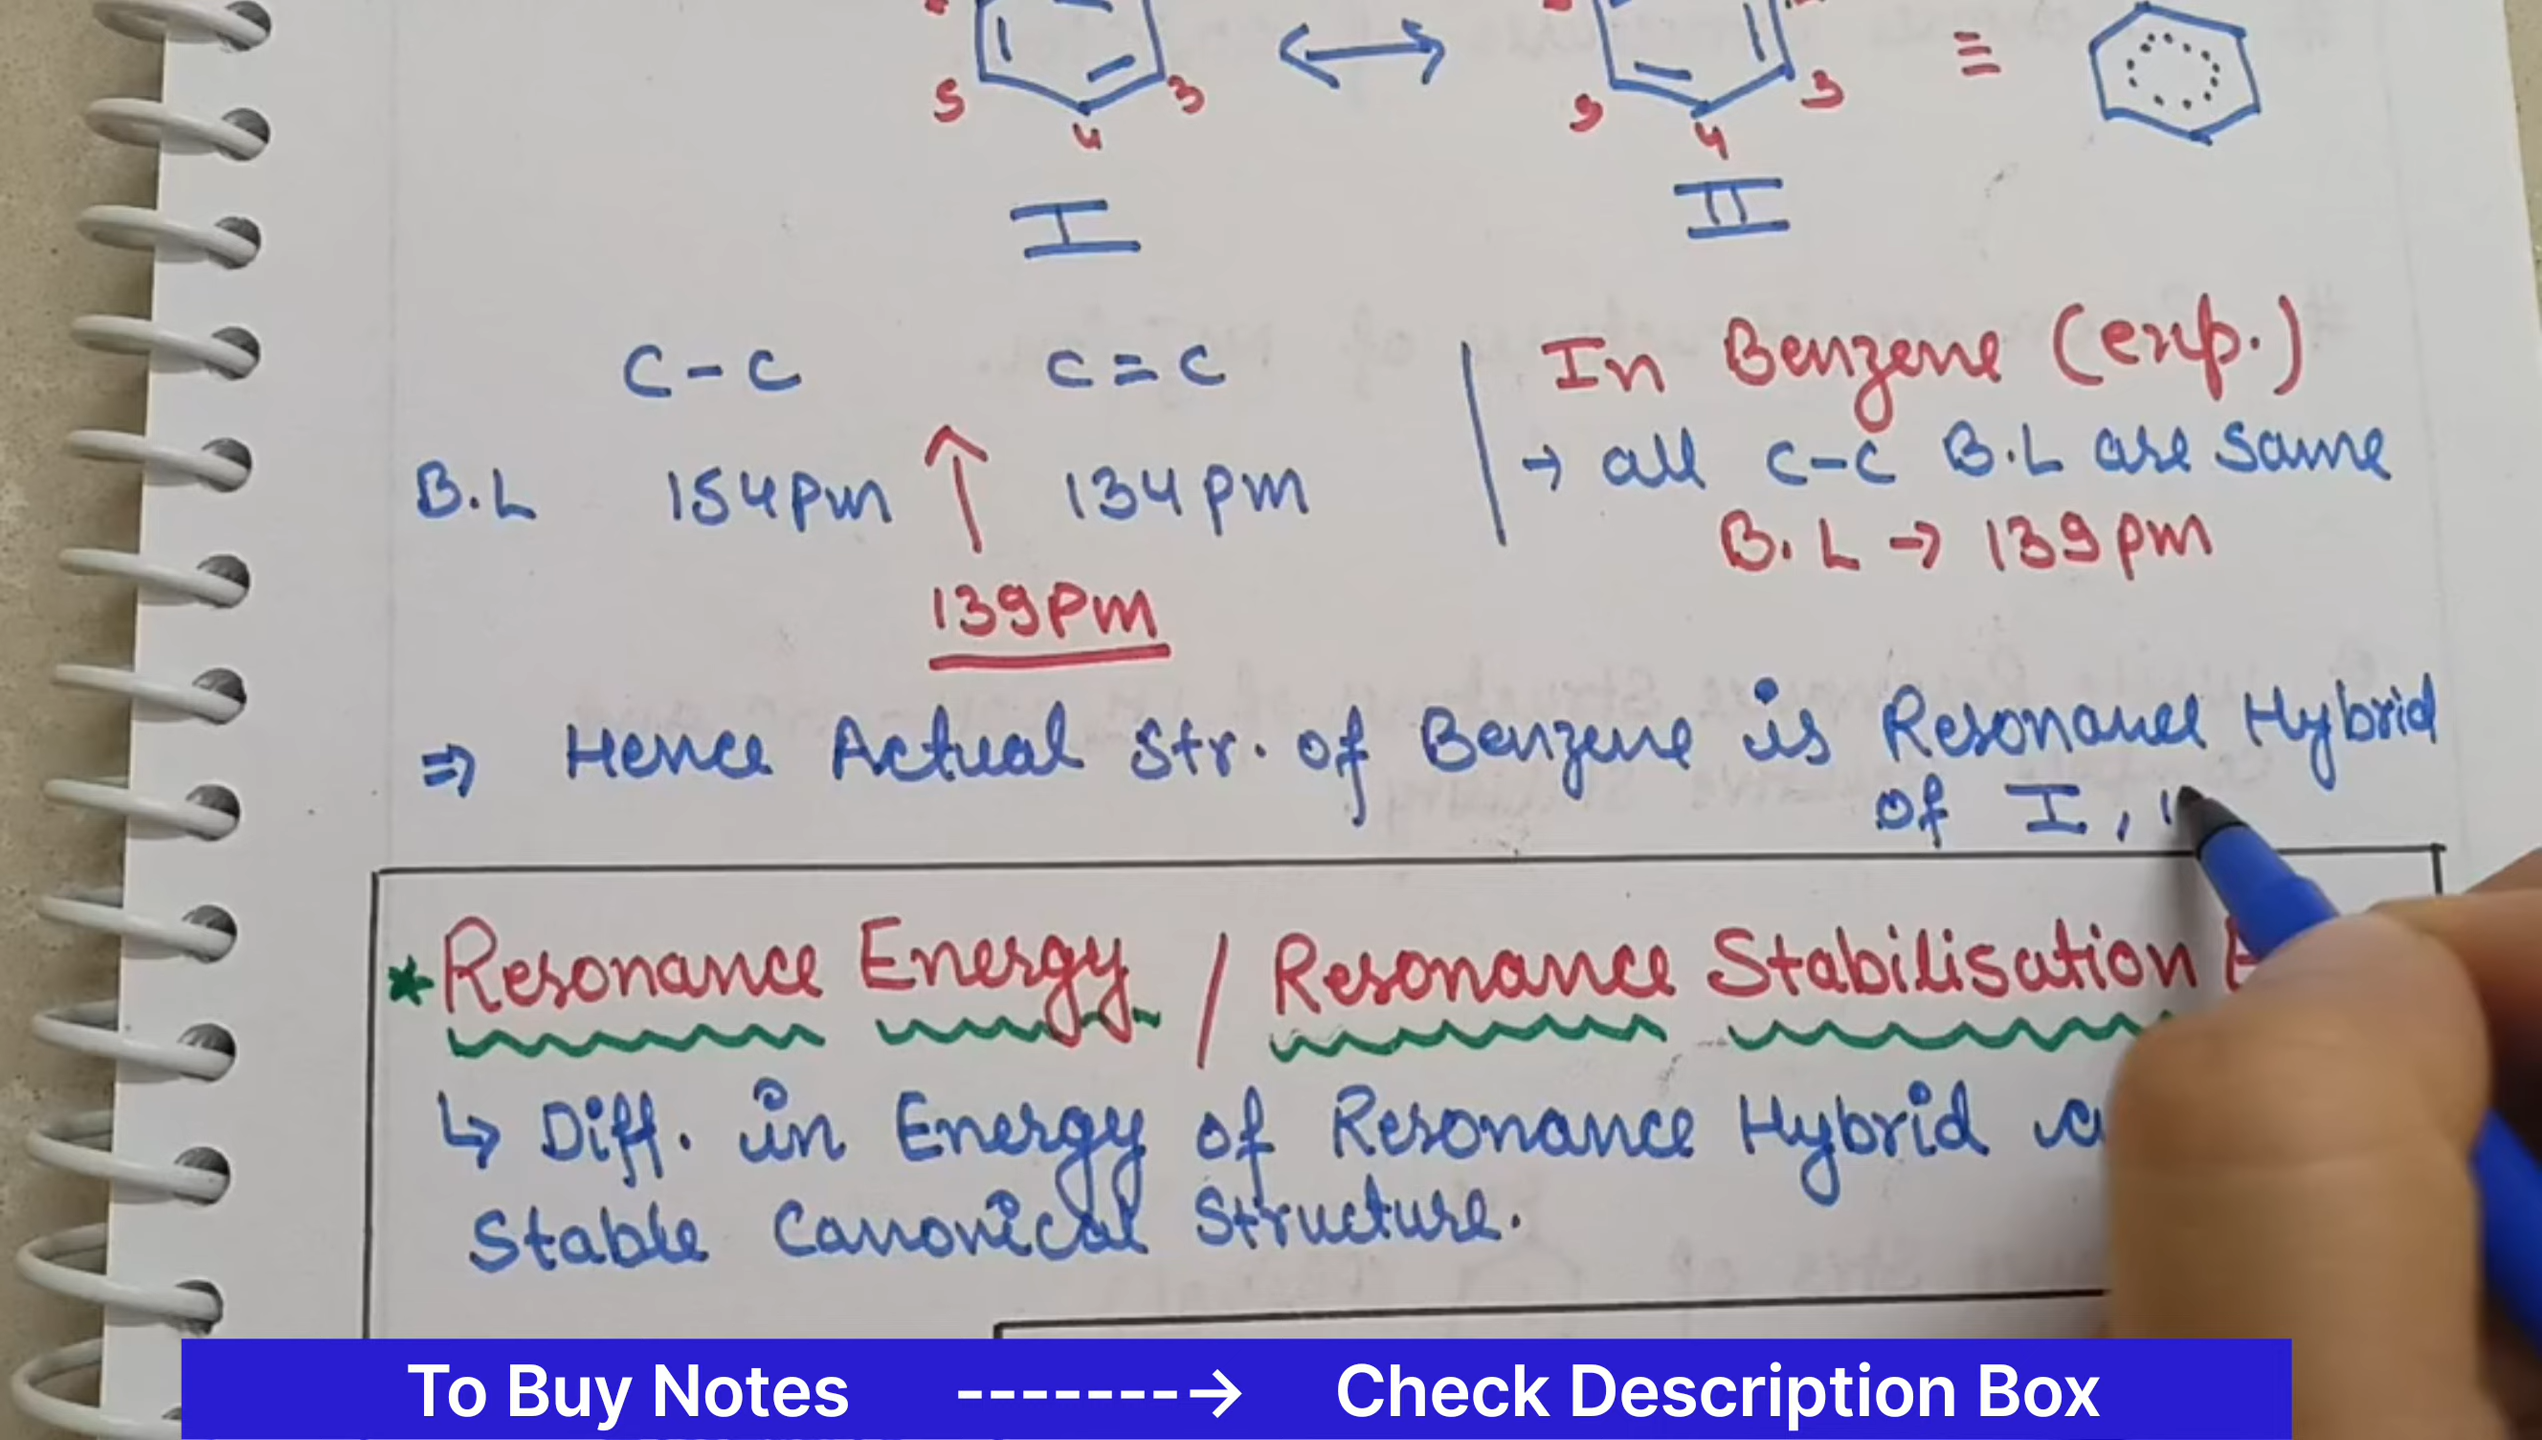 5 4 3 5 4 3 ≡
I II
C-C C=C | In Benzene (exp.)
B.L 154pm 134pm → all C-C B.L are same
B.L → 139pm
139pm
⇒ Hence Actual Str. of Benzene is Resonance Hybrid
of I,
*Resonance Energy / Resonance Stabilisation
↳ Diff. in Energy of Resonance Hybrid
Stable Canonical Structure.
To Buy Notes -------→ Check Description Box